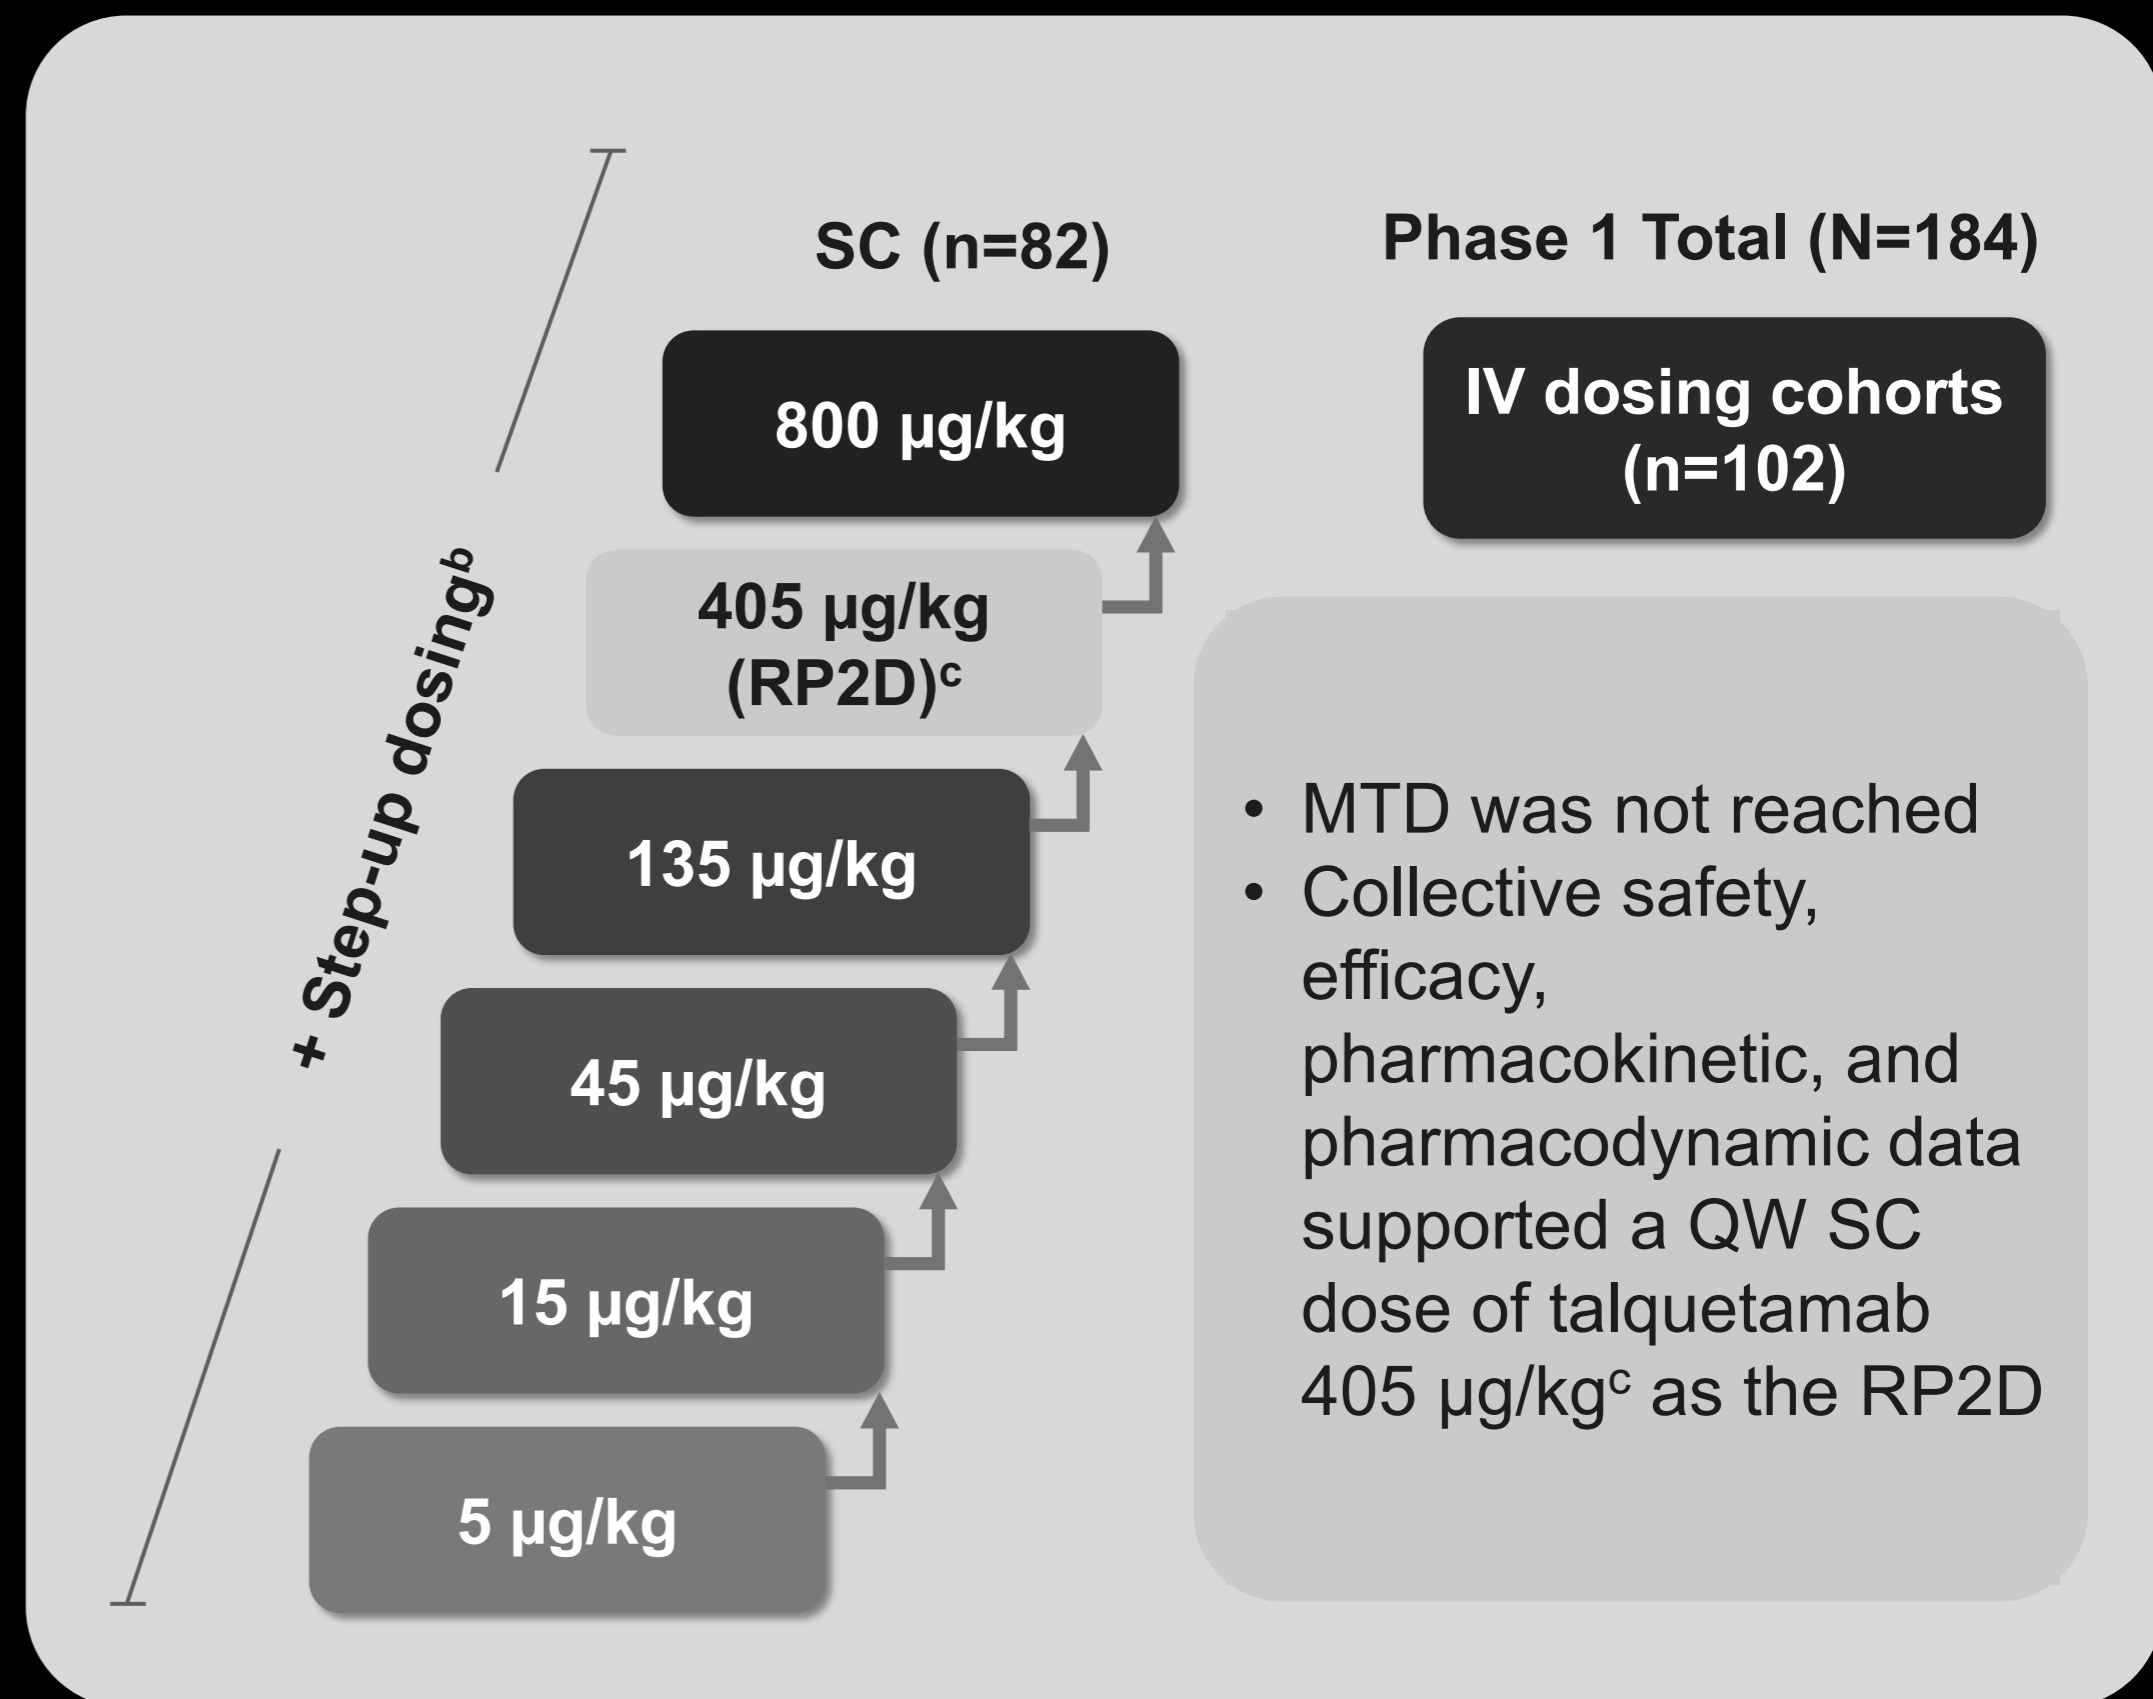 SC (n=82)
800 µg/kg
405 µg/kg
(RP2D)ᶜ
135 µg/kg
45 µg/kg
15 µg/kg
5 µg/kg
+ Step-up dosingᵇ
Phase 1 Total (N=184)
IV dosing cohorts
(n=102)
• MTD was not reached
• Collective safety,
efficacy,
pharmacokinetic, and
pharmacodynamic data
supported a QW SC
dose of talquetamab
405 µg/kgᶜ as the RP2D